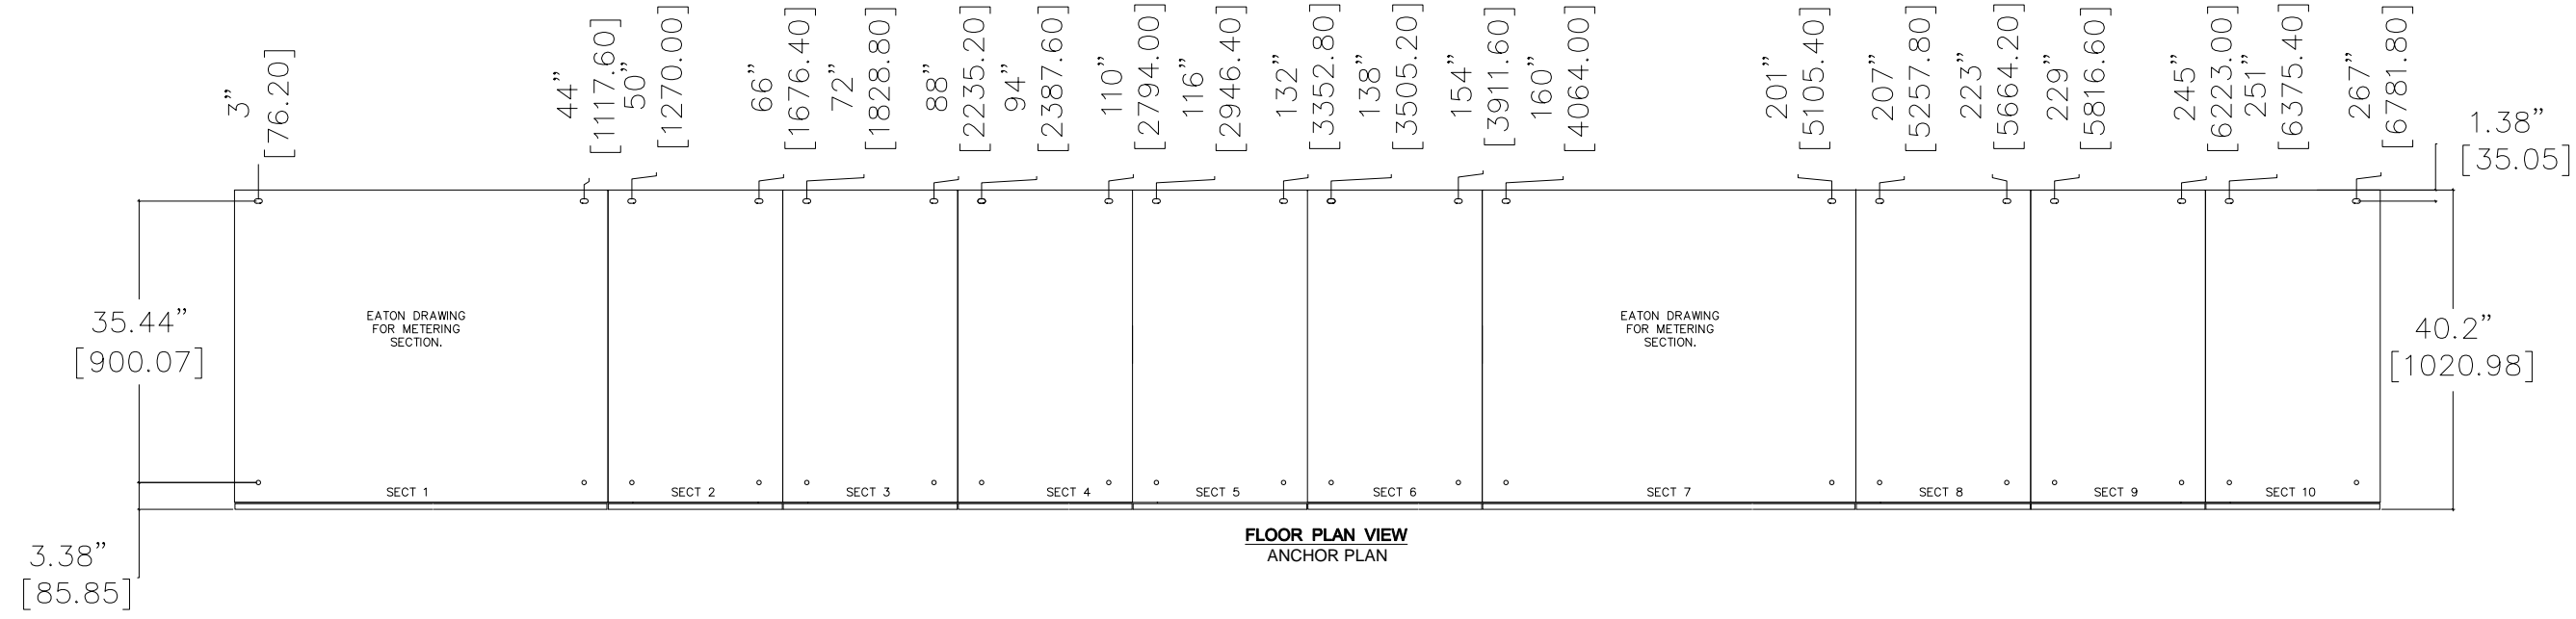 3”
[76.20]
44”
[1117.60]
50”
[1270.00]
66”
[1676.40]
72”
[1828.80]
88”
[2235.20]
94”
[2387.60]
110”
[2794.00]
116”
[2946.40]
132”
[3352.80]
138”
[3505.20]
154”
[3911.60]
160”
[4064.00]
201”
[5105.40]
207”
[5257.80]
223”
[5664.20]
229”
[5816.60]
245”
[6223.00]
251”
[6375.40]
267”
[6781.80]
1.38”
[35.05]
35.44”
[900.07]
EATON DRAWING
FOR METERING
SECTION.
EATON DRAWING
FOR METERING
SECTION.
40.2”
[1020.98]
SECT 1
SECT 2
SECT 3
SECT 4
SECT 5
SECT 6
SECT 7
SECT 8
SECT 9
SECT 10
3.38”
[85.85]
FLOOR PLAN VIEW
ANCHOR PLAN